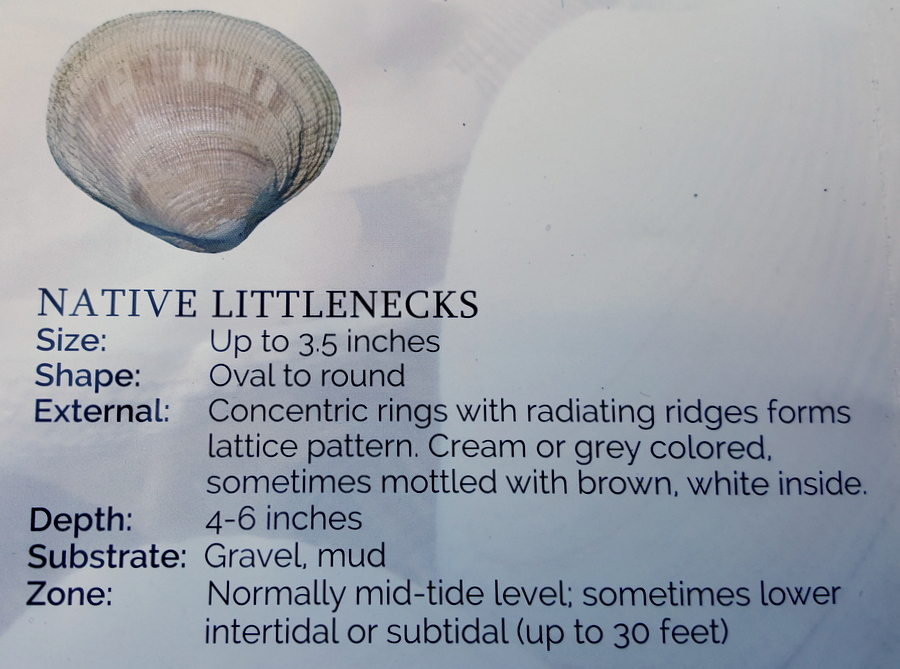 NATIVE LITTLENECKS
Size: Up to 3.5 inches
Shape: Oval to round
External: Concentric rings with radiating ridges forms
lattice pattern. Cream or grey colored,
sometimes mottled with brown, white inside.
Depth: 4-6 inches
Substrate: Gravel, mud
Zone: Normally mid-tide level; sometimes lower
intertidal or subtidal (up to 30 feet)